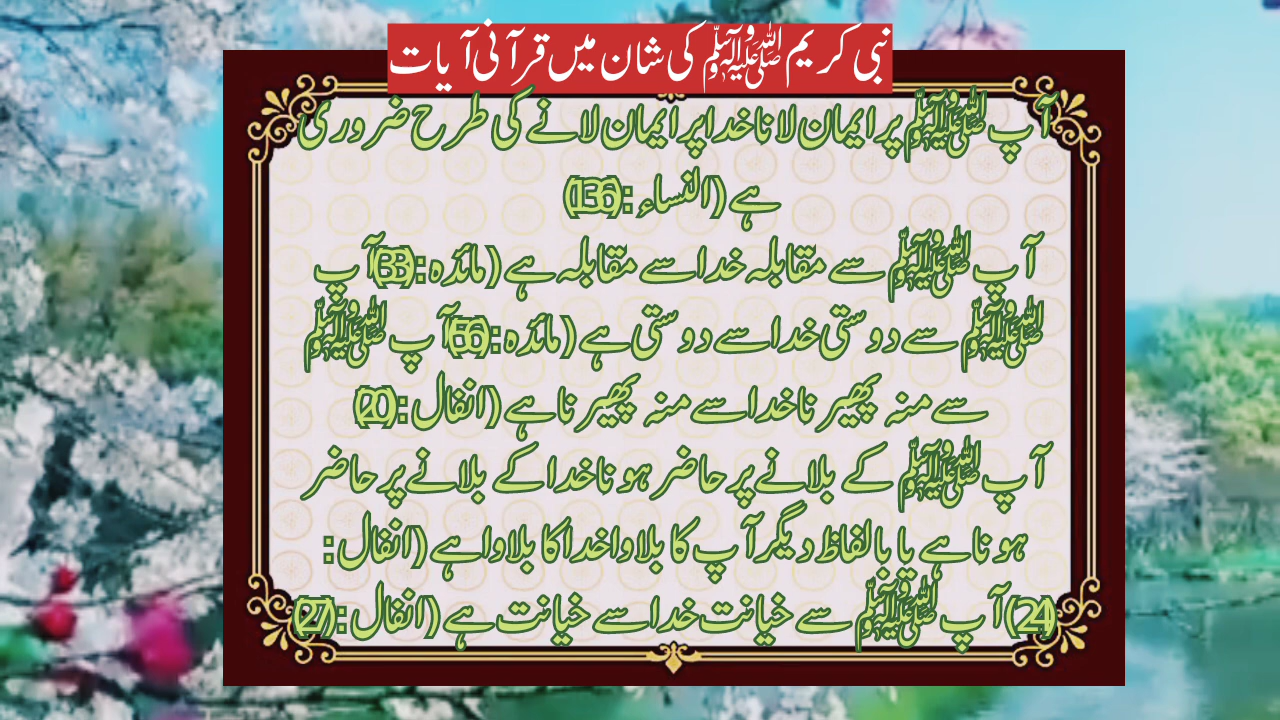 نبی کریم ﷺ کی شان میں قرآنی آیات
آپ ﷺ پر ایمان لانا خدا پر ایمان لانے کی طرح ضروری
ہے (النساء :136)
آپ ﷺ سے مقابلہ خدا سے مقابلہ ہے (مائدہ:33) آپ
ﷺ سے دوستی خدا سے دوستی ہے (مائدہ:56) آپ ﷺ
سے منہ پھیرنا خدا سے منہ پھیرنا ہے (انفال:20)
آپ ﷺ کے بلانے پر حاضر ہونا خدا کے بلانے پر حاضر
ہونا ہے یا بالفاظ دیگر آپ کا بلاوا خدا کا بلاوا ہے (انفال:
24) آپ ﷺ سے خیانت خدا سے خیانت ہے (انفال:27)